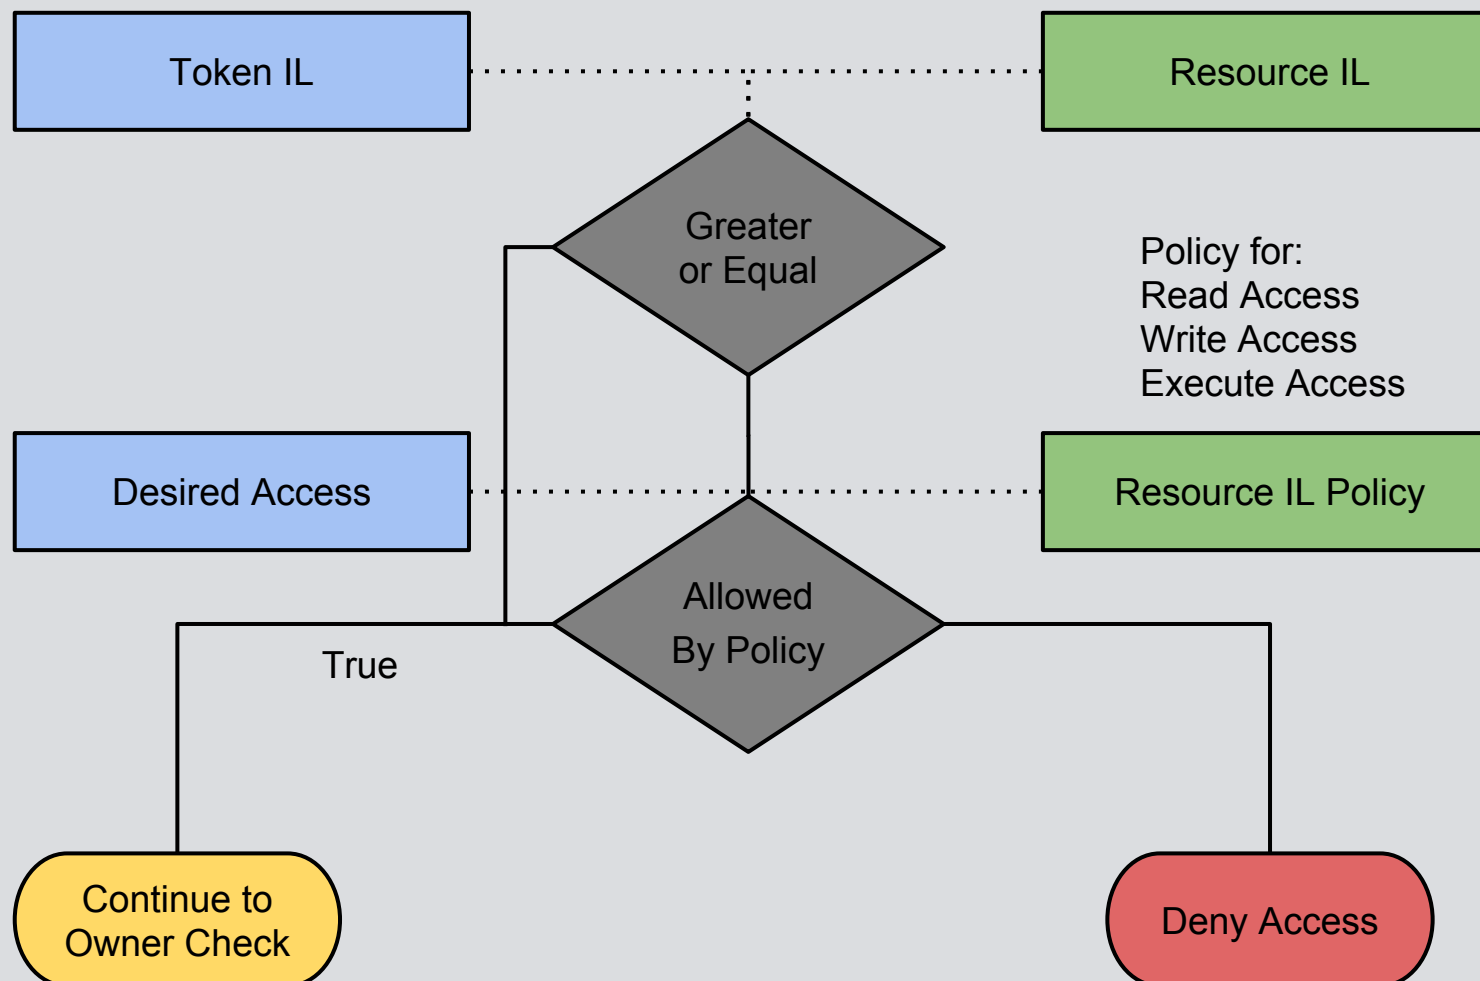 Token IL
Resource IL
Greater
or Equal
Policy for:
Read Access
Write Access
Execute Access
Desired Access
Resource IL Policy
Allowed
By Policy
True
Continue to
Owner Check
Deny Access